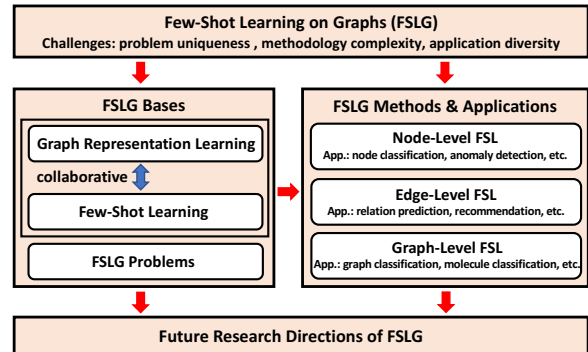 Few-Shot Learning on Graphs (FSLG)
Challenges: problem uniqueness , methodology complexity, application diversity
FSLG Bases
Graph Representation Learning
collaborative
Few-Shot Learning
FSLG Problems
FSLG Methods & Applications
Node-Level FSL
App.: node classification, anomaly detection, etc.
Edge-Level FSL
App.: relation prediction, recommendation, etc.
Graph-Level FSL
App.: graph classification, molecule classification, etc.
Future Research Directions of FSLG